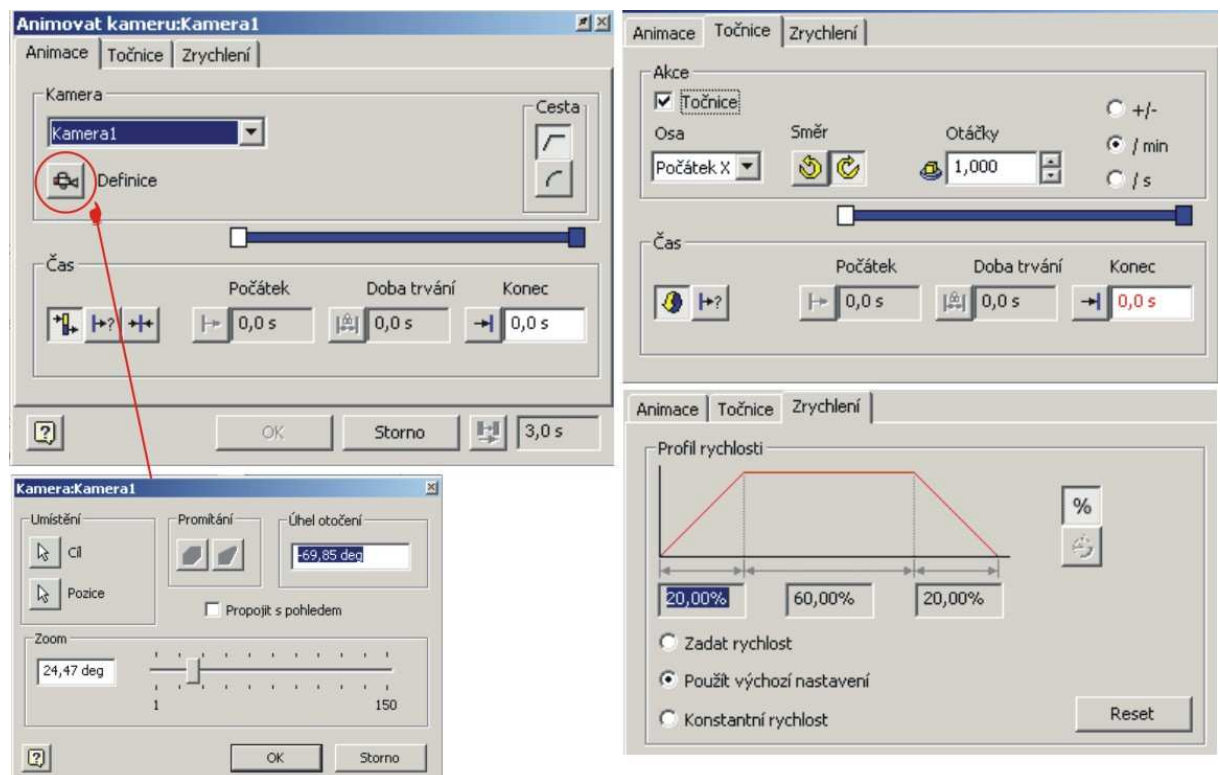 Animovat kameru:Kamera1
Animace Točnice Zrychlení
Kamera
Kamera1
Definice
Cesta
Čas
Počátek Doba trvání Konec
0,0 s 0,0 s 0,0 s
OK Storno 3,0 s
Kamera:Kamera1
Umístění
Cíl
Pozice
Promítání
Úhel otočení
-69,85 deg
Propojit s pohledem
Zoom
24,47 deg
1 150
OK Storno
Animace Točnice Zrychlení
Akce
Točnice
Osa Směr Otáčky
Počátek X 1,000
+/-
/ min
/ s
Čas
Počátek Doba trvání Konec
0,0 s 0,0 s 0,0 s
Animace Točnice Zrychlení
Profil rychlosti
%
20,00% 60,00% 20,00%
Zadat rychlost
Použít výchozí nastavení
Konstantní rychlost
Reset